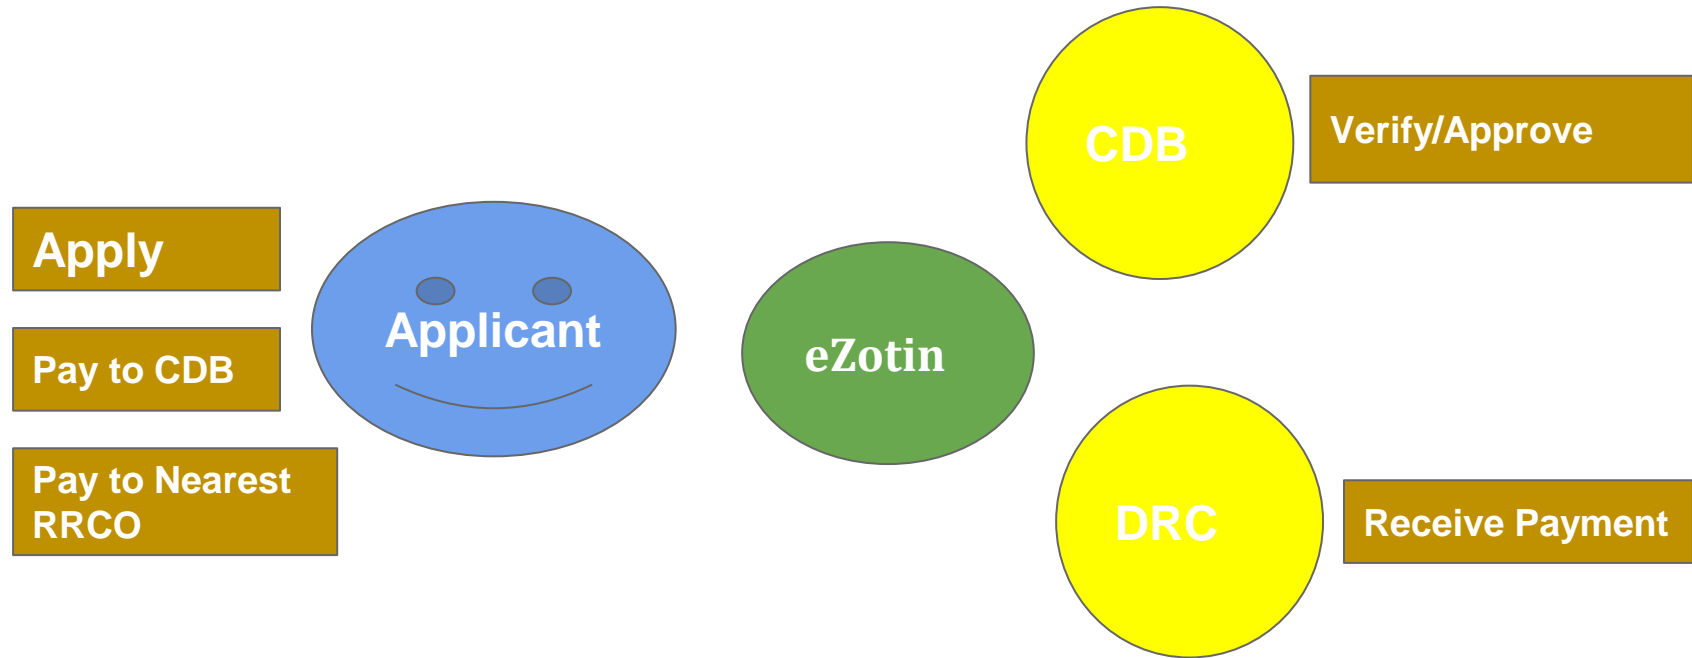 Apply
Pay to CDB
Pay to Nearest
RRCO
Applicant
eZotin
CDB
Verify/Approve
DRC
Receive Payment